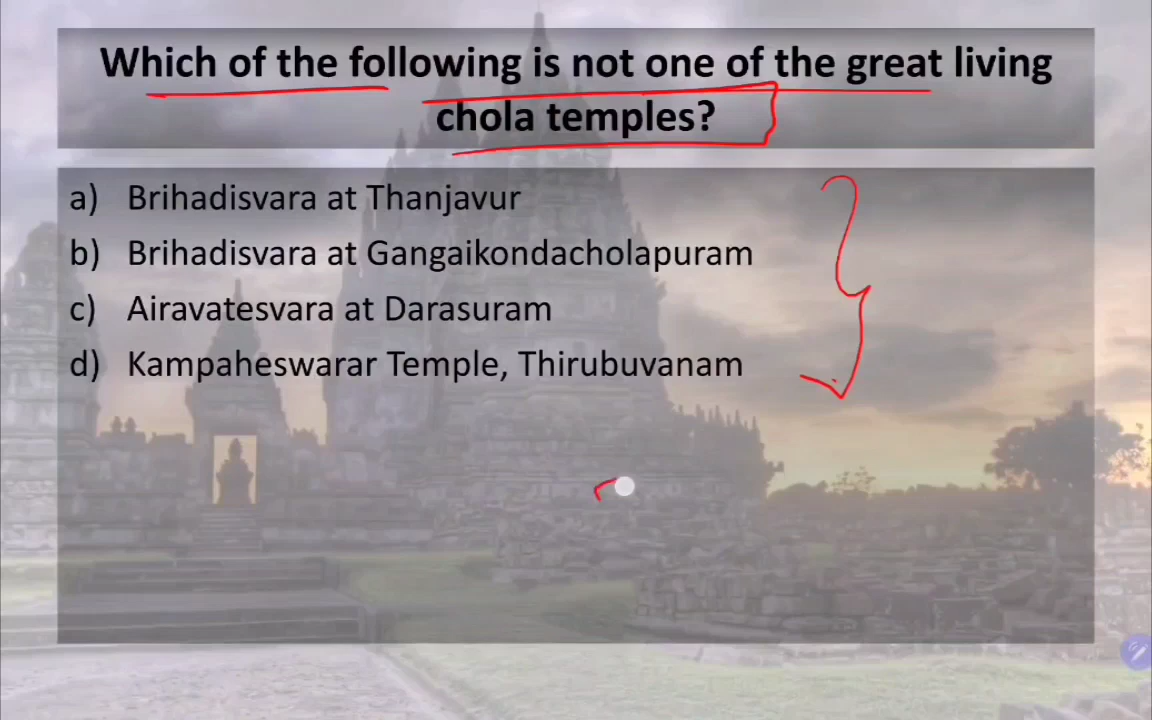 Which of the following is not one of the great living
chola temples?
a) Brihadisvara at Thanjavur
b) Brihadisvara at Gangaikondacholapuram
c) Airavatesvara at Darasuram
d) Kampaheswarar Temple, Thirubuvanam